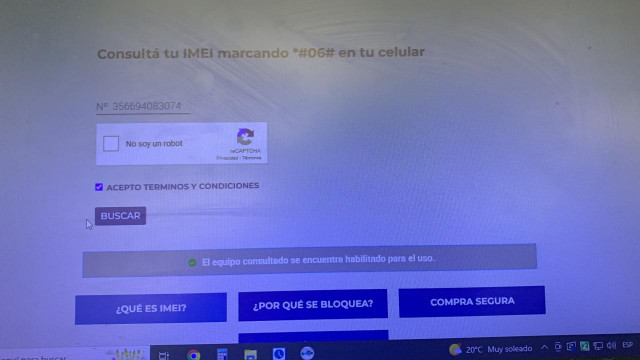 Consultá tu IMEI marcando *#06# en tu celular
Nº 356694083074
No soy un robot
reCAPTCHA
Privacidad - Términos
ACEPTO TERMINOS Y CONDICIONES
BUSCAR
El equipo consultado se encuentra habilitado para el uso.
¿QUÉ ES IMEI?
¿POR QUÉ SE BLOQUEA?
COMPRA SEGURA
para buscar
20°C Muy soleado
ESP